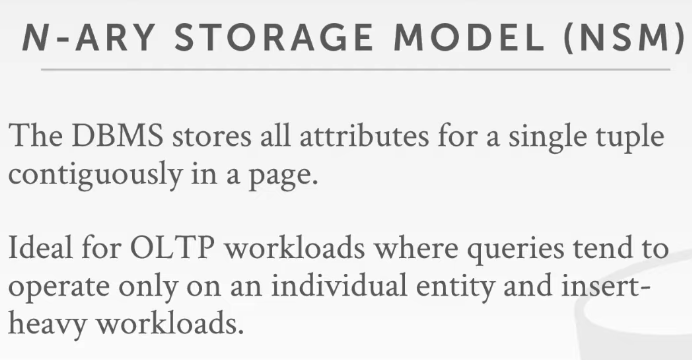 N-ARY STORAGE MODEL (NSM)
The DBMS stores all attributes for a single tuple
contiguously in a page.
Ideal for OLTP workloads where queries tend to
operate only on an individual entity and insert-
heavy workloads.